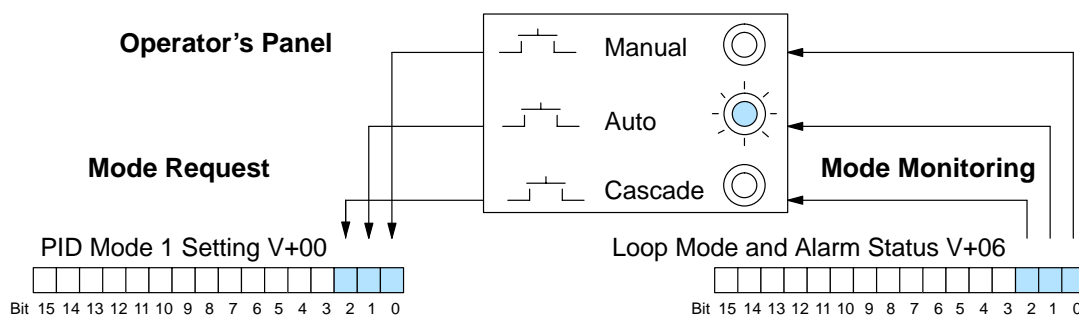 Operator’s Panel
Manual
Auto
Cascade
Mode Request
Mode Monitoring
PID Mode 1 Setting V+00
Bit 15 14 13 12 11 10 9 8 7 6 5 4 3 2 1 0
Loop Mode and Alarm Status V+06
Bit 15 14 13 12 11 10 9 8 7 6 5 4 3 2 1 0